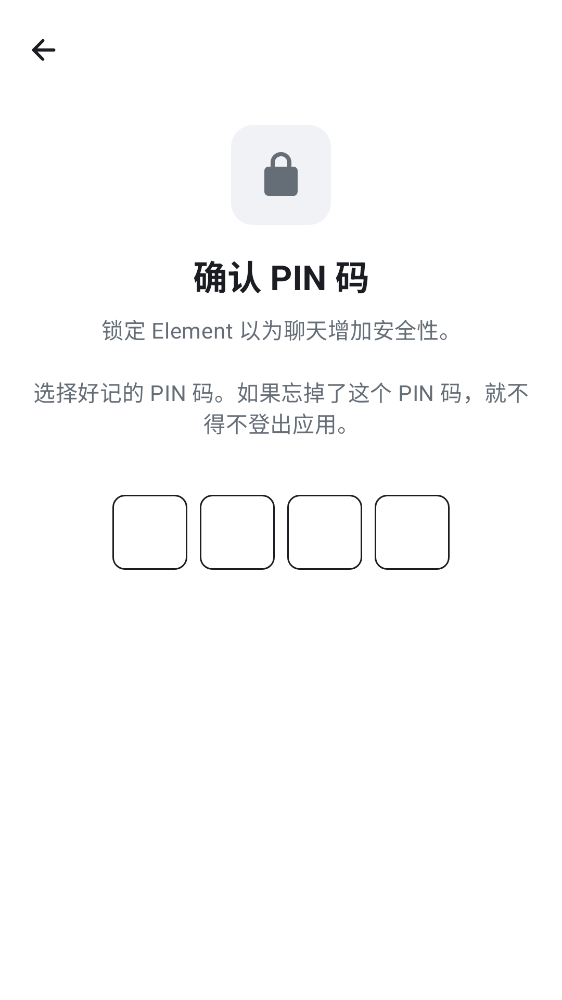 确认 PIN 码
锁定 Element 以为聊天增加安全性。
选择好记的 PIN 码。如果忘掉了这个 PIN 码，就不
得不登出应用。